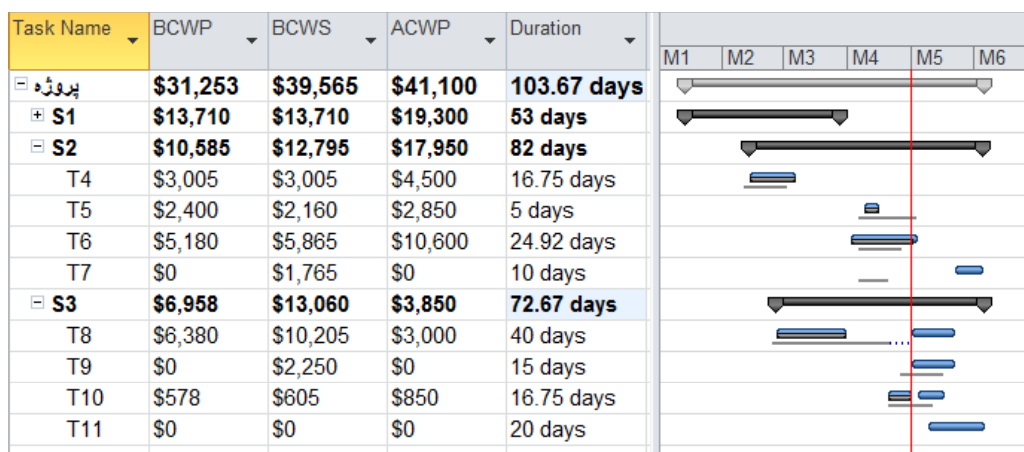 Task Name BCWP BCWS ACWP Duration
M1 M2 M3 M4 M5 M6
پروژه $31,253 $39,565 $41,100 103.67 days
S1 $13,710 $13,710 $19,300 53 days
S2 $10,585 $12,795 $17,950 82 days
T4 $3,005 $3,005 $4,500 16.75 days
T5 $2,400 $2,160 $2,850 5 days
T6 $5,180 $5,865 $10,600 24.92 days
T7 $0 $1,765 $0 10 days
S3 $6,958 $13,060 $3,850 72.67 days
T8 $6,380 $10,205 $3,000 40 days
T9 $0 $2,250 $0 15 days
T10 $578 $605 $850 16.75 days
T11 $0 $0 $0 20 days